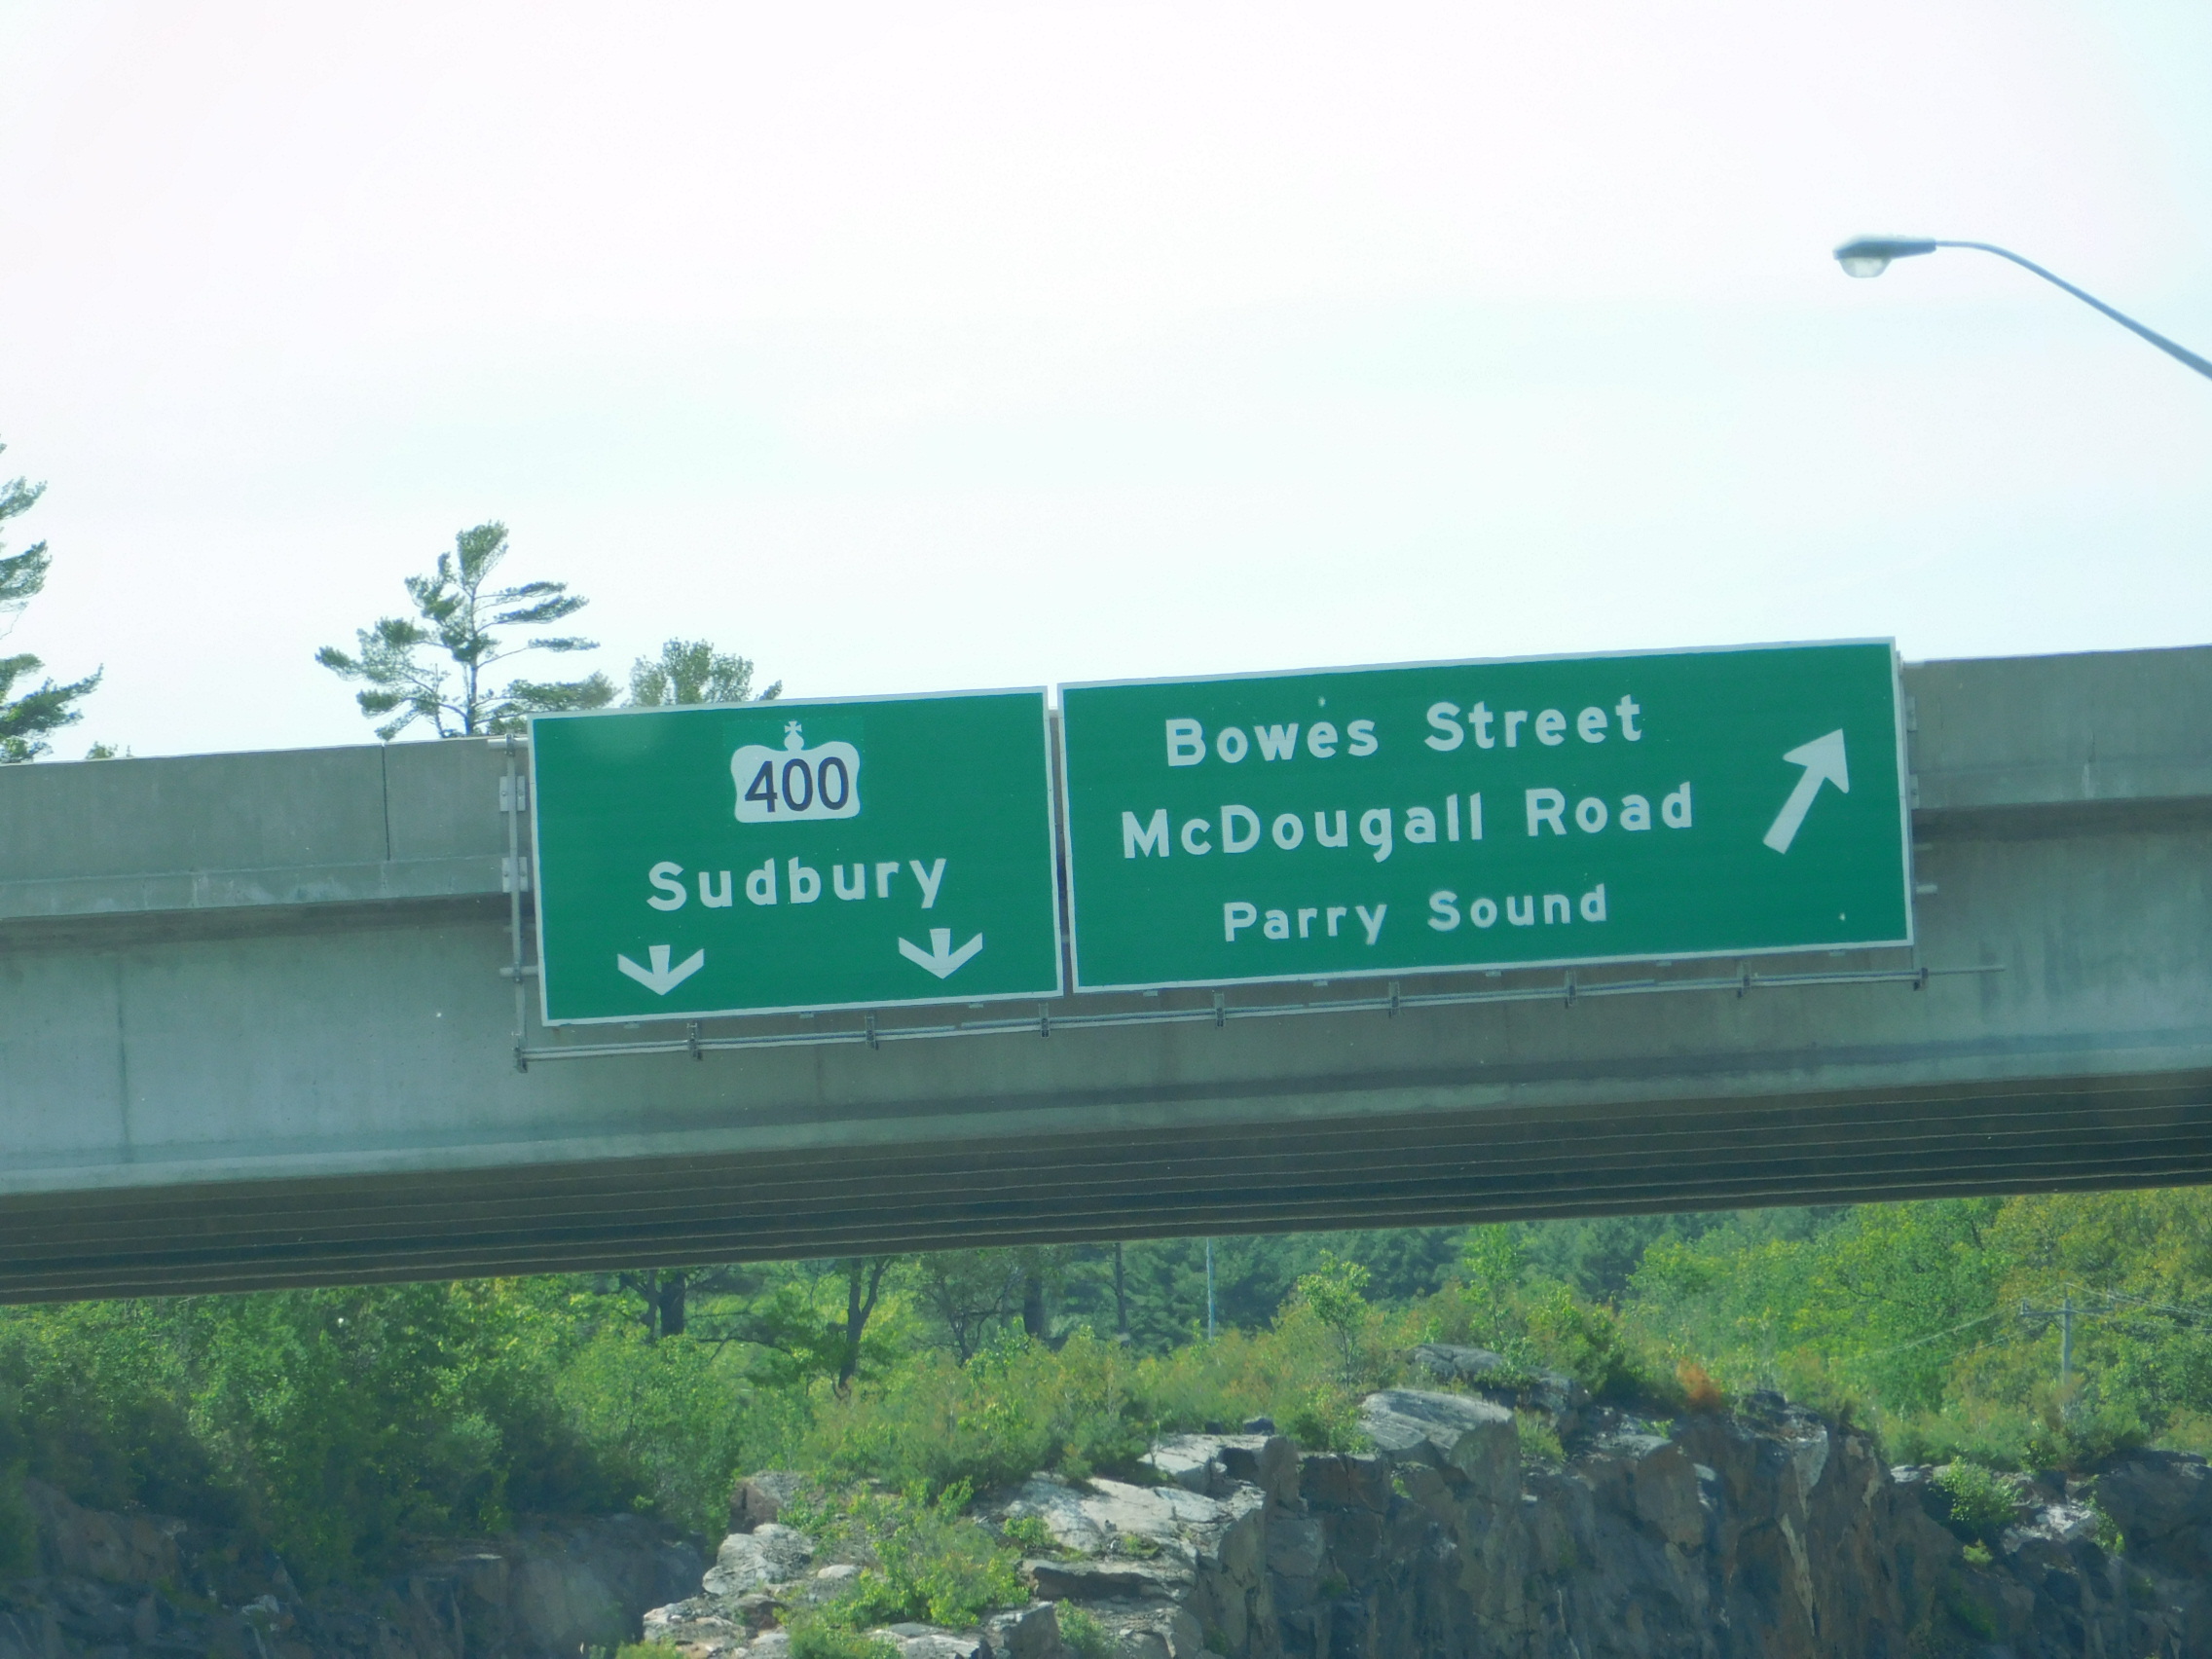 400
Sudbury
Bowes Street
McDougall Road
Parry Sound